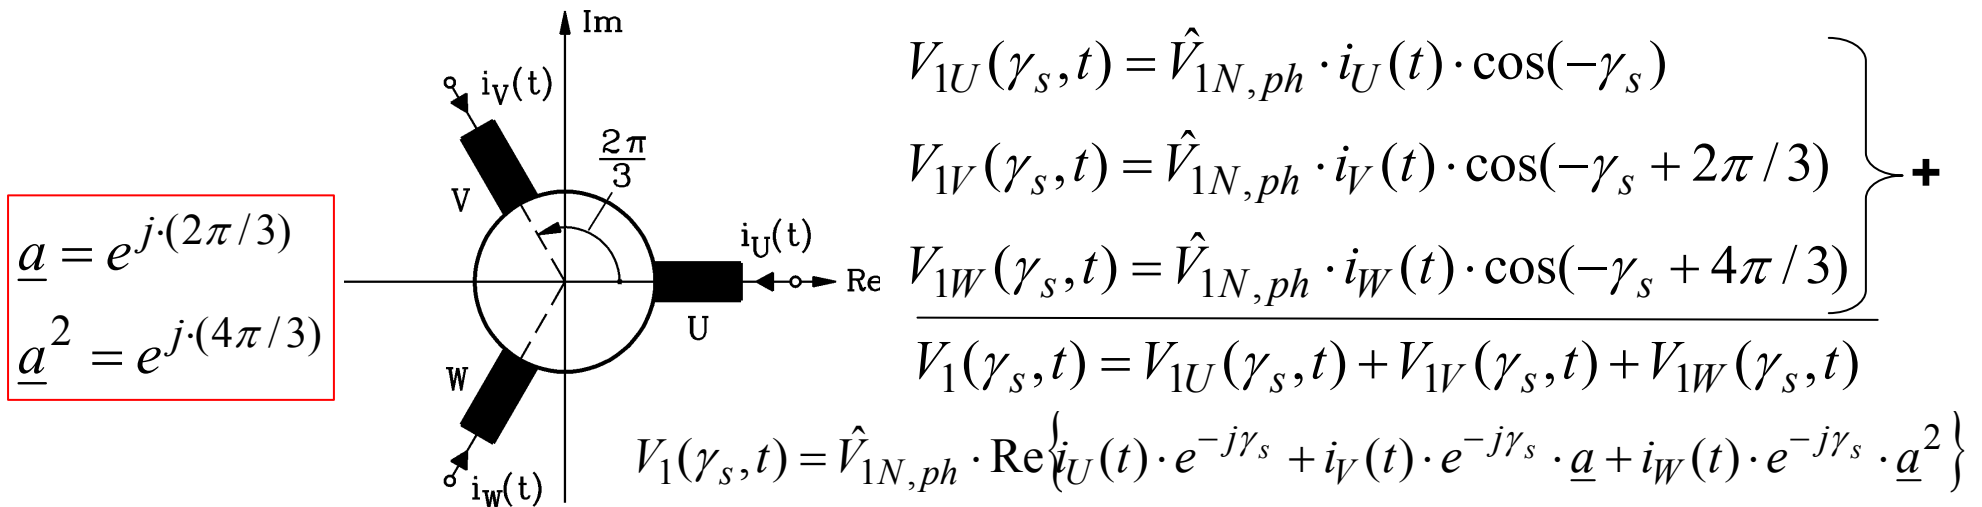 Im
i_V(t)
2π/3
V
i_U(t)
Re
U
W
i_W(t)
a̲ = e^{j·(2π/3)}
a̲² = e^{j·(4π/3)}
V_{1U}(γ_s, t) = V̂_{1N,ph} · i_U(t) · cos(−γ_s)
V_{1V}(γ_s, t) = V̂_{1N,ph} · i_V(t) · cos(−γ_s + 2π/3)
+
V_{1W}(γ_s, t) = V̂_{1N,ph} · i_W(t) · cos(−γ_s + 4π/3)
V_1(γ_s, t) = V_{1U}(γ_s, t) + V_{1V}(γ_s, t) + V_{1W}(γ_s, t)
V_1(γ_s, t) = V̂_{1N,ph} · Re{i_U(t) · e^{−jγ_s} + i_V(t) · e^{−jγ_s} · a̲ + i_W(t) · e^{−jγ_s} · a̲²}